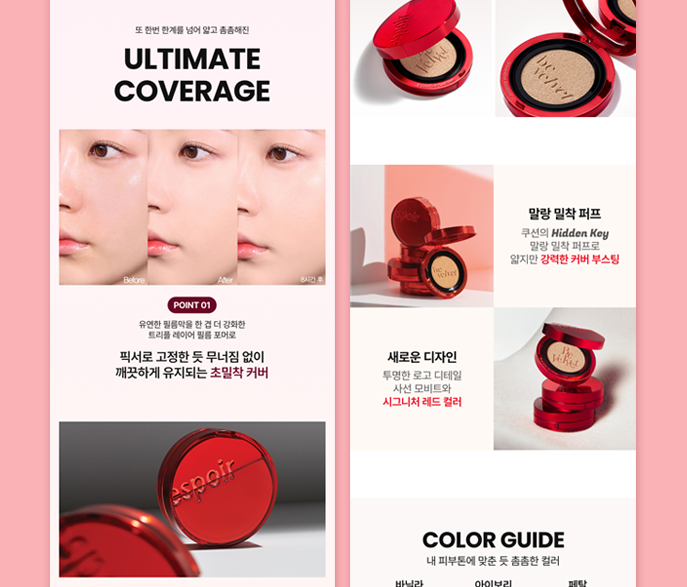 또 한번 한계를 넘어 얇고 촘촘해진
ULTIMATE
COVERAGE
Before
After
8시간 후
POINT 01
유연한 필름막을 한 겹 더 강화한
트리플 레이어 필름 포머로
픽서로 고정한 듯 무너짐 없이
깨끗하게 유지되는 초밀착 커버
espoir
be
velvet
be
velvet
말랑 밀착 퍼프
쿠션의 Hidden Key
말랑 밀착 퍼프로
얇지만 강력한 커버 부스팅
be
velvet
새로운 디자인
투명한 로고 디테일
사선 모비트와
시그니처 레드 컬러
Be
Velvet
COLOR GUIDE
내 피부톤에 맞춘 듯 촘촘한 컬러
바닐라
아이보리
페탈